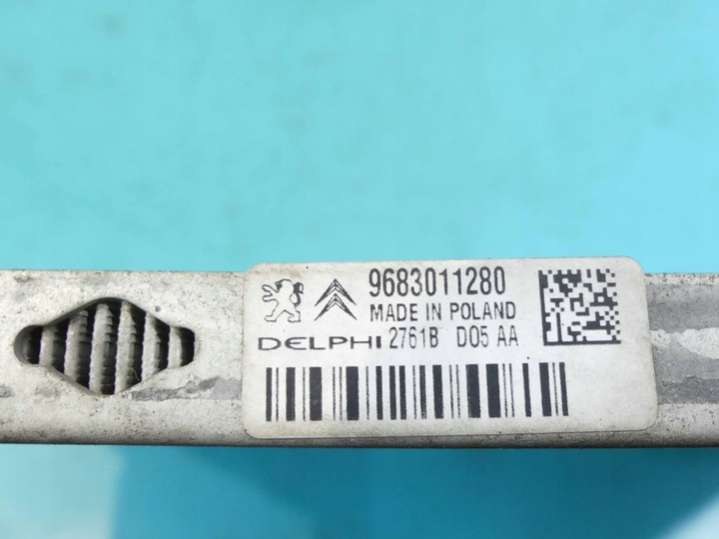 9683011280
MADE IN POLAND
DELPHI 2761B D05 AA